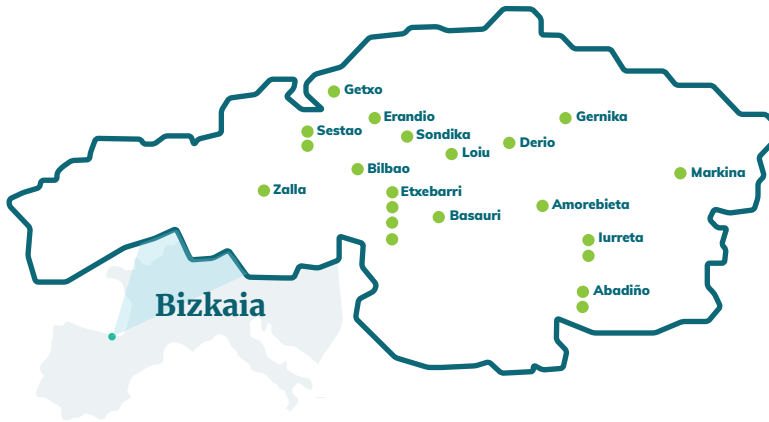 Getxo
Erandio
Gernika
Sestao
Sondika
Derio
Loiu
Bilbao
Markina
Zalla
Etxebarri
Amorebieta
Basauri
Iurreta
Abadiño
Bizkaia